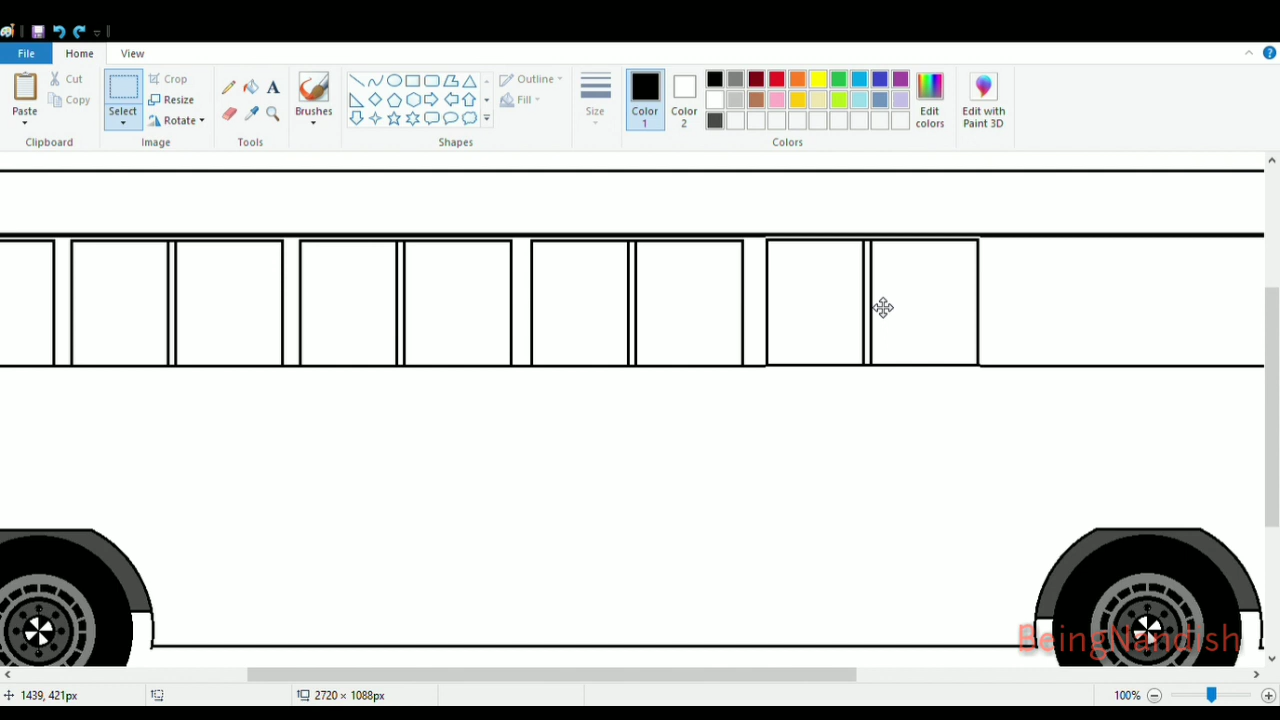 File Home View
Paste
Cut
Copy
Clipboard
Select
Crop
Resize
Rotate
Image
A
Tools
Brushes
Shapes
Outline
Fill
Size
Color
1
Color
2
Edit
colors
Colors
Edit with
Paint 3D
?
BeingNandish
1439, 421px
2720 × 1088px
100%